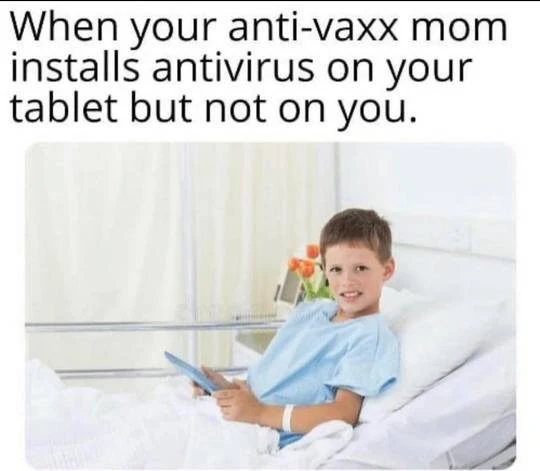 When your anti-vaxx mom
installs antivirus on your
tablet but not on you.